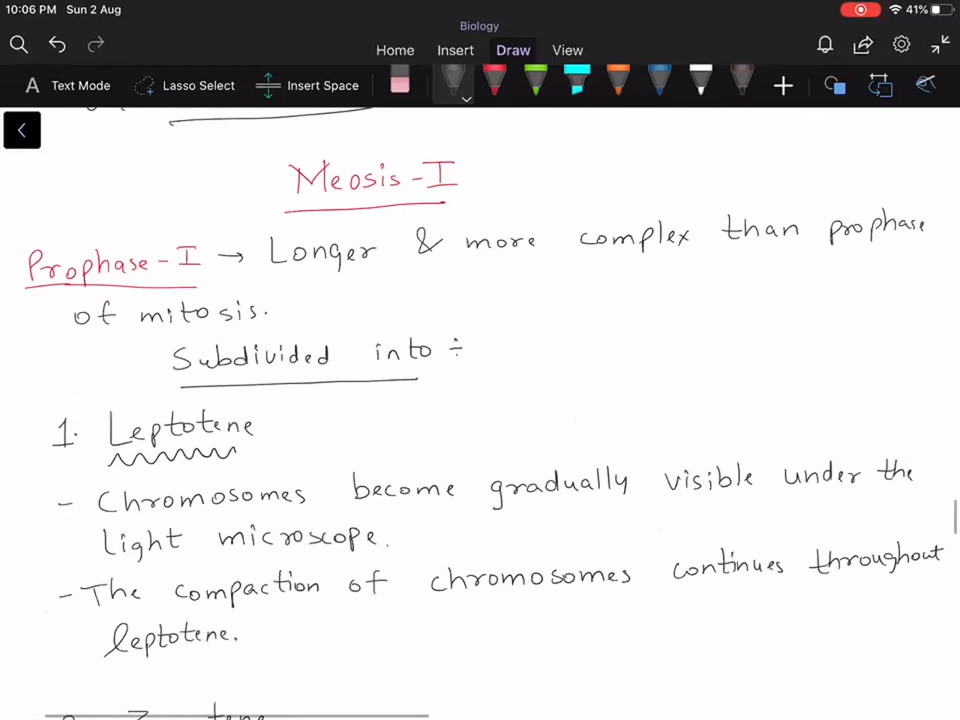 10:06 PM Sun 2 Aug
41%
Biology
Home Insert Draw View
Text Mode Lasso Select Insert Space
Meosis-I
Prophase-I → Longer & more complex than prophase
of mitosis.
Subdivided into ÷
1. Leptotene
- Chromosomes become gradually visible under the
light microscope.
- The compaction of chromosomes continues throughout
leptotene.